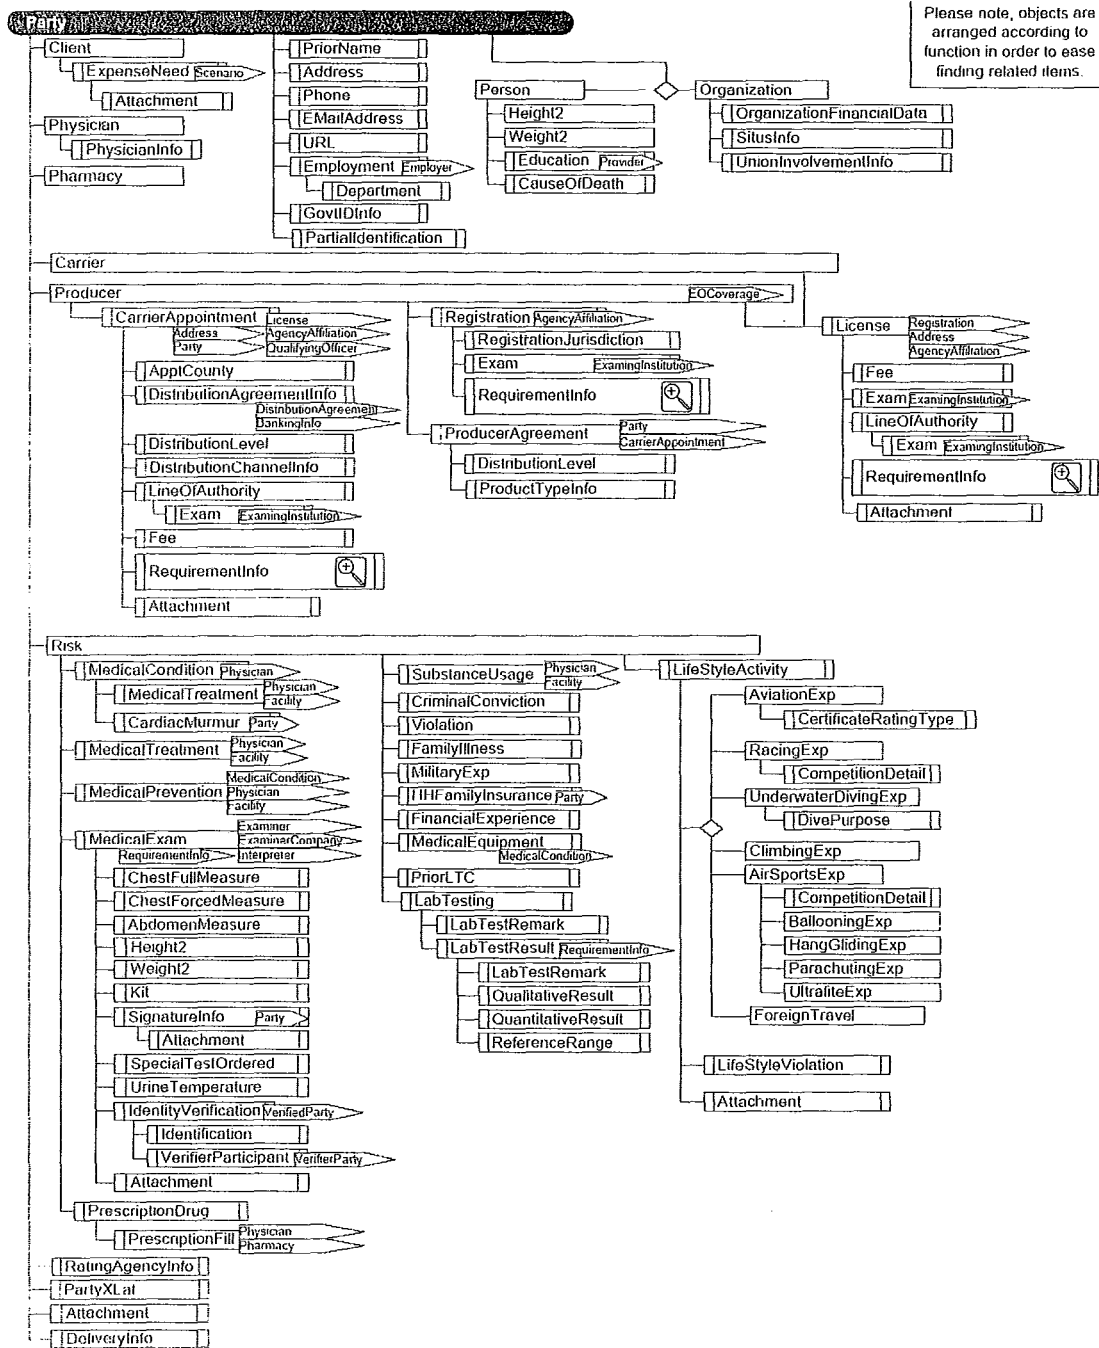 Party
Please note, objects are
arranged according to
function in order to ease
finding related items.
Client
ExpenseNeed Scenario
Attachment
Physician
PhysicianInfo
Pharmacy
PriorName
Address
Phone
EMailAddress
URL
Employment Employer
Department
GovtIDInfo
PartialIdentification
Person
Height2
Weight2
Education Provider
CauseOfDeath
Organization
OrganizationFinancialData
SitusInfo
UnionInvolvementInfo
Carrier
Producer EOCoverage
CarrierAppointment License
Address AgencyAffiliation
Party QualifyingOfficer
ApptCounty
DistributionAgreementInfo
DistributionAgreement
BankingInfo
DistributionLevel
DistributionChannelInfo
LineOfAuthority
Exam ExamingInstitution
Fee
RequirementInfo
Attachment
Registration AgencyAffiliation
RegistrationJurisdiction
Exam ExamingInstitution
RequirementInfo
ProducerAgreement Party
CarrierAppointment
DistributionLevel
ProductTypeInfo
License Registration
Address
AgencyAffiliation
Fee
Exam ExamingInstitution
LineOfAuthority
Exam ExamingInstitution
RequirementInfo
Attachment
Risk
MedicalCondition Physician
MedicalTreatment Physician
Facility
CardiacMurmur Party
MedicalTreatment Physician
Facility
MedicalCondition
MedicalPrevention Physician
Facility
MedicalExam Examiner
ExaminerCompany
RequirementInfo Interpreter
ChestFullMeasure
ChestForcedMeasure
AbdomenMeasure
Height2
Weight2
Kit
SignatureInfo Party
Attachment
SpecialTestOrdered
UrineTemperature
IdentityVerification VerifiedParty
Identification
VerifierParticipant VerifierParty
Attachment
PrescriptionDrug
PrescriptionFill Physician
Pharmacy
SubstanceUsage Physician
Facility
CriminalConviction
Violation
FamilyIllness
MilitaryExp
HHFamilyInsurance Party
FinancialExperience
MedicalEquipment
MedicalCondition
PriorLTC
LabTesting
LabTestRemark
LabTestResult RequirementInfo
LabTestRemark
QualitativeResult
QuantitativeResult
ReferenceRange
LifeStyleActivity
AviationExp
CertificateRatingType
RacingExp
CompetitionDetail
UnderwaterDivingExp
DivePurpose
ClimbingExp
AirSportsExp
CompetitionDetail
BallooningExp
HangGlidingExp
ParachutingExp
UltraliteExp
ForeignTravel
LifeStyleViolation
Attachment
RatingAgencyInfo
PartyXLat
Attachment
DeliveryInfo